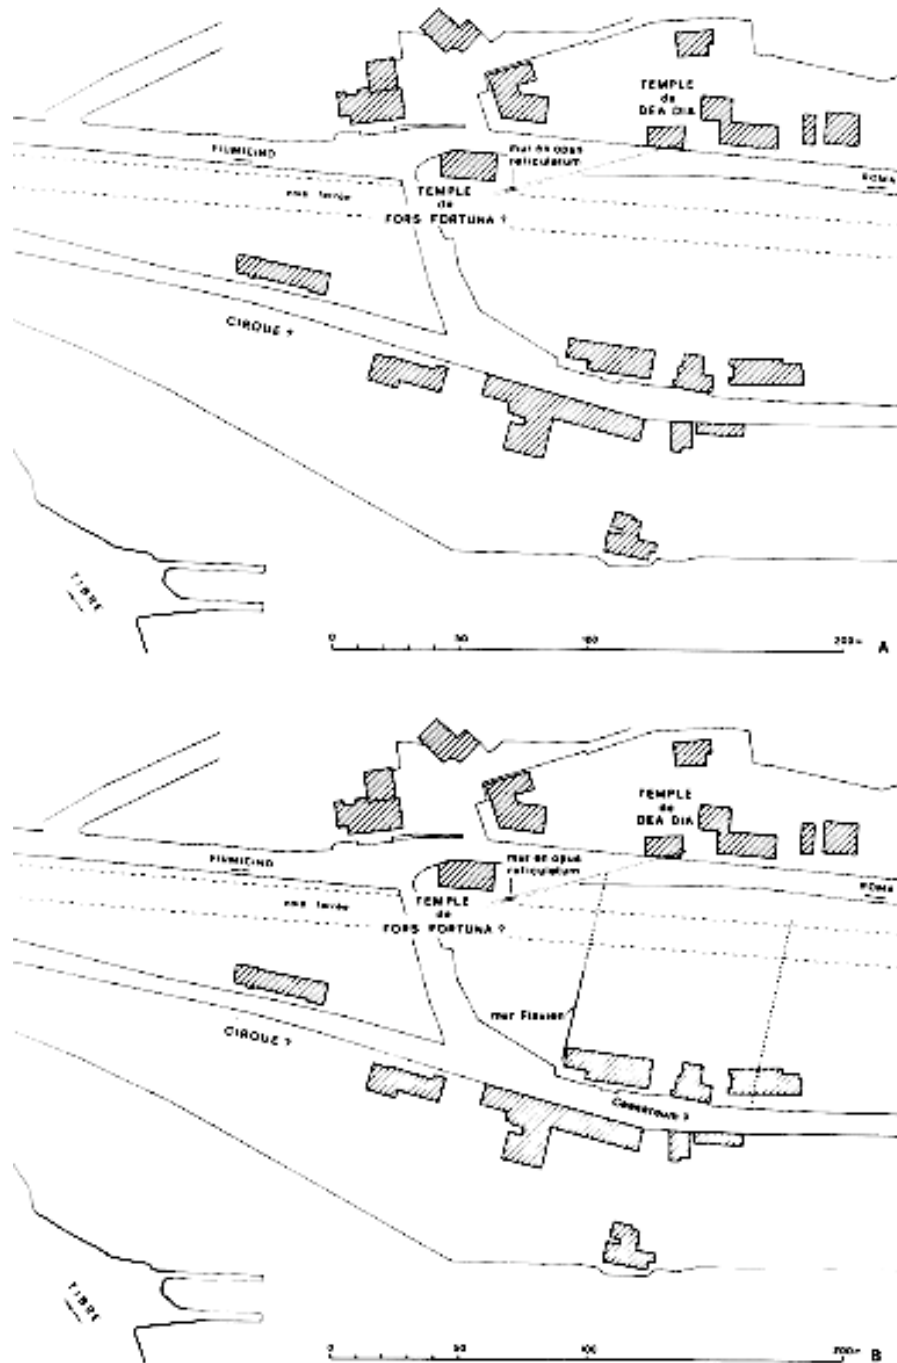 TEMPLE
de
DEA DIA
FIUMICINO
mur en opus
reticulatum
ROMA
voie ferrée
TEMPLE
de
FORS FORTUNA ?
CIRQUE ?
TIBRE
0 50 100 200m
A
TEMPLE
de
DEA DIA
FIUMICINO
mur en opus
reticulatum
ROMA
voie ferrée
TEMPLE
de
FORS FORTUNA ?
mur Flavien
CIRQUE ?
TIBRE
0 50 100 200m
B